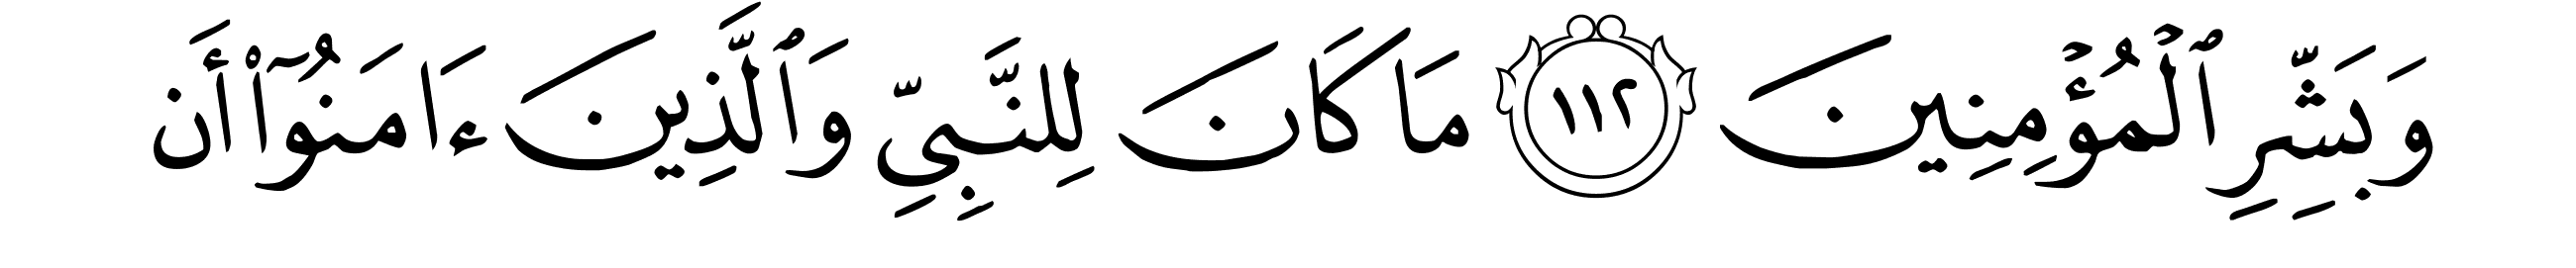 وَبَشِّرِ ٱلْمُؤْمِنِينَ ١١٢ مَا كَانَ لِلنَّبِيِّ وَٱلَّذِينَ ءَامَنُوٓا۟ أَن